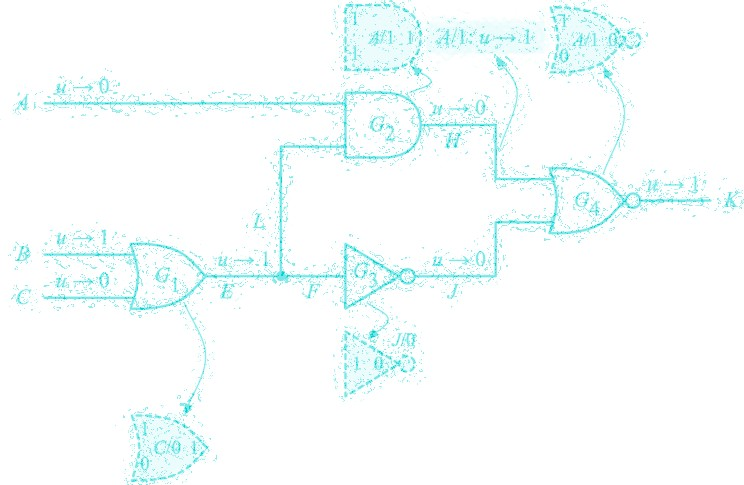 1
A/1 1
1
A/1: u → 1
1
A/1 0
0
A
u → 0
G2
u → 0
H
G4
u → 1
K
L
B
u → 1
C
u → 0
G1
u → 1
E
F
G3
u → 0
J
J/0
1 0
1
C/0 1
0